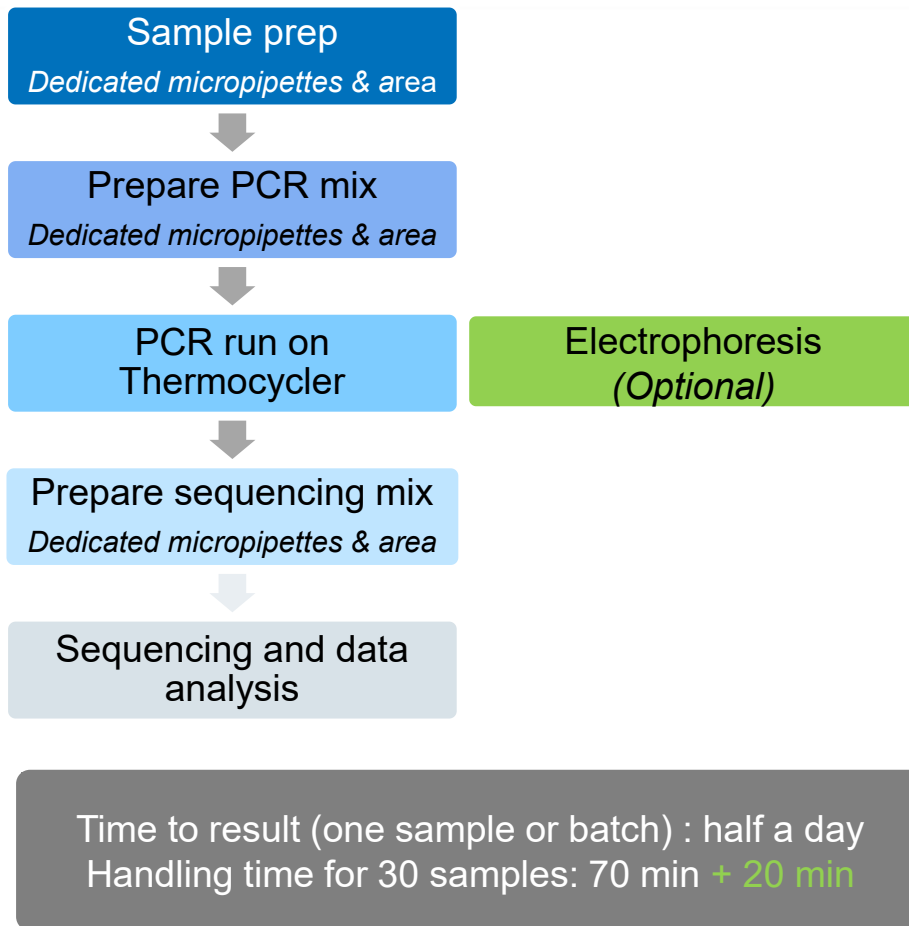 Sample prep
Dedicated micropipettes & area
Prepare PCR mix
Dedicated micropipettes & area
PCR run on
Thermocycler
Electrophoresis
(Optional)
Prepare sequencing mix
Dedicated micropipettes & area
Sequencing and data
analysis
Time to result (one sample or batch) : half a day
Handling time for 30 samples: 70 min + 20 min